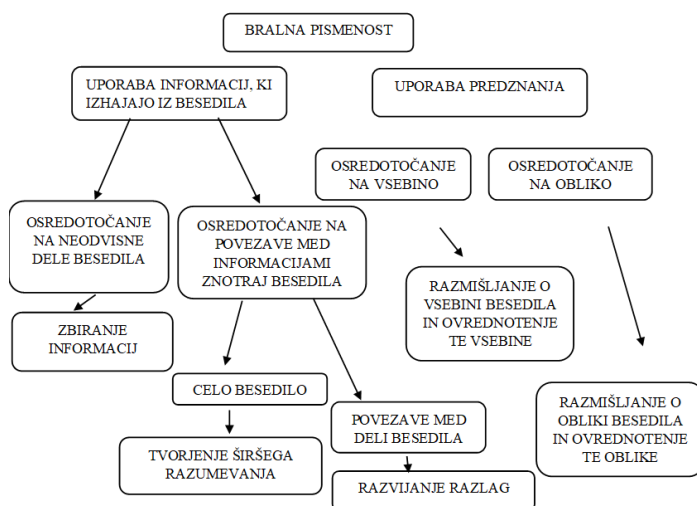 BRALNA PISMENOST
UPORABA INFORMACIJ, KI
IZHAJAJO IZ BESEDILA
UPORABA PREDZNANJA
OSREDOTOČANJE
NA VSEBINO
OSREDOTOČANJE
NA OBLIKO
OSREDOTOČANJE
NA NEODVISNE
DELE BESEDILA
OSREDOTOČANJE NA
POVEZAVE MED
INFORMACIJAMI
ZNOTRAJ BESEDILA
RAZMIŠLJANJE O
VSEBINI BESEDILA
IN OVREDNOTENJE
TE VSEBINE
ZBIRANJE
INFORMACIJ
CELO BESEDILO
POVEZAVE MED
DELI BESEDILA
RAZMIŠLJANJE O
OBLIKI BESEDILA
IN OVREDNOTENJE
TE OBLIKE
TVORJENJE ŠIRŠEGA
RAZUMEVANJA
RAZVIJANJE RAZLAG